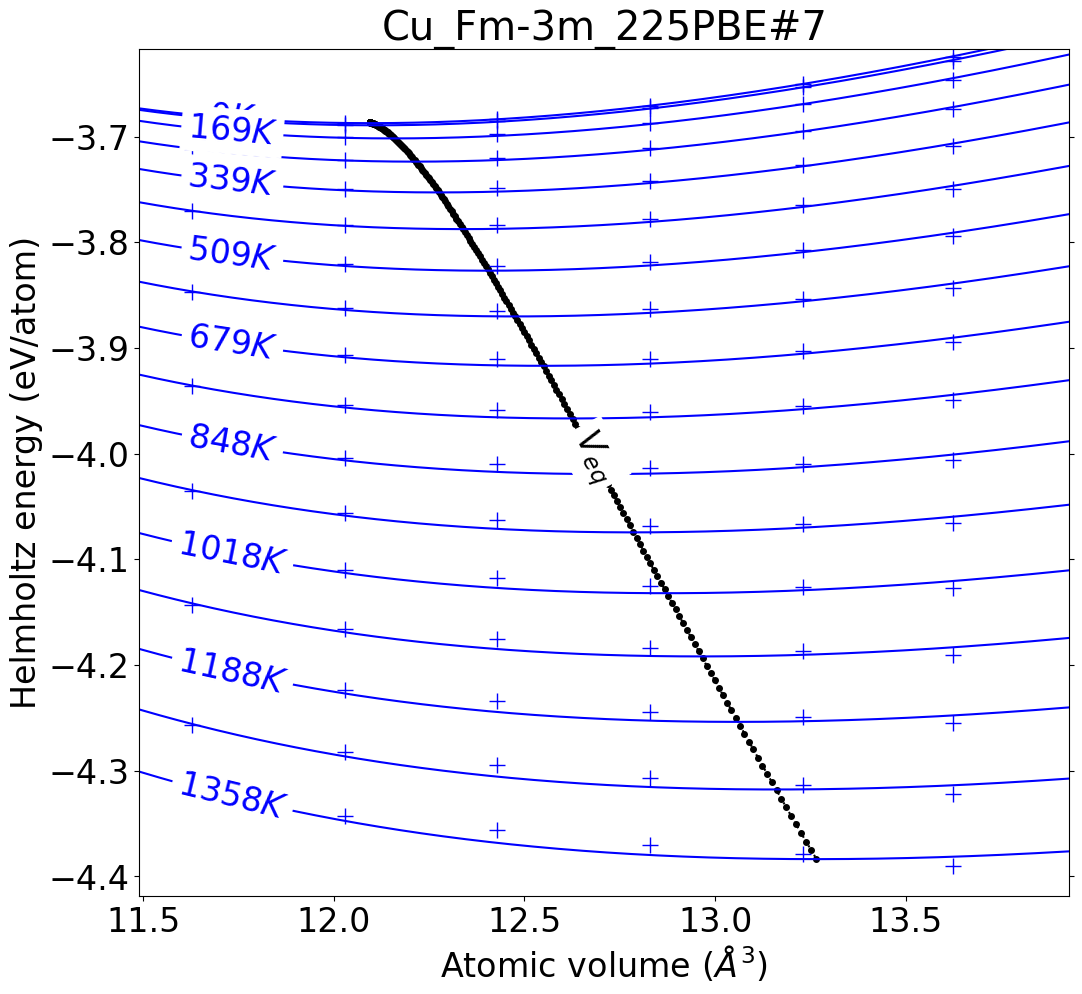 Cu_Fm-3m_225PBE#7
Helmholtz energy (eV/atom)
−3.7
−3.8
−3.9
−4.0
−4.1
−4.2
−4.3
−4.4
0K
169K
339K
509K
679K
848K
1018K
1188K
1358K
V_eq
11.5 12.0 12.5 13.0 13.5
Atomic volume (Å³)